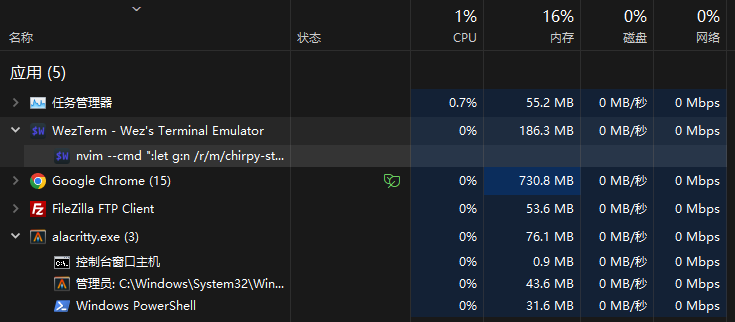 1% 16% 0% 0%
名称 状态 CPU 内存 磁盘 网络
应用 (5)
任务管理器 0.7% 55.2 MB 0 MB/秒 0 Mbps
WezTerm - Wez's Terminal Emulator 0% 186.3 MB 0 MB/秒 0 Mbps
nvim --cmd ":let g:n /r/m/chirpy-st...
Google Chrome (15) 0% 730.8 MB 0 MB/秒 0 Mbps
FileZilla FTP Client 0% 53.6 MB 0 MB/秒 0 Mbps
alacritty.exe (3) 0% 76.1 MB 0 MB/秒 0 Mbps
控制台窗口主机 0% 0.9 MB 0 MB/秒 0 Mbps
管理员: C:\Windows\System32\Win... 0% 43.6 MB 0 MB/秒 0 Mbps
Windows PowerShell 0% 31.6 MB 0 MB/秒 0 Mbps